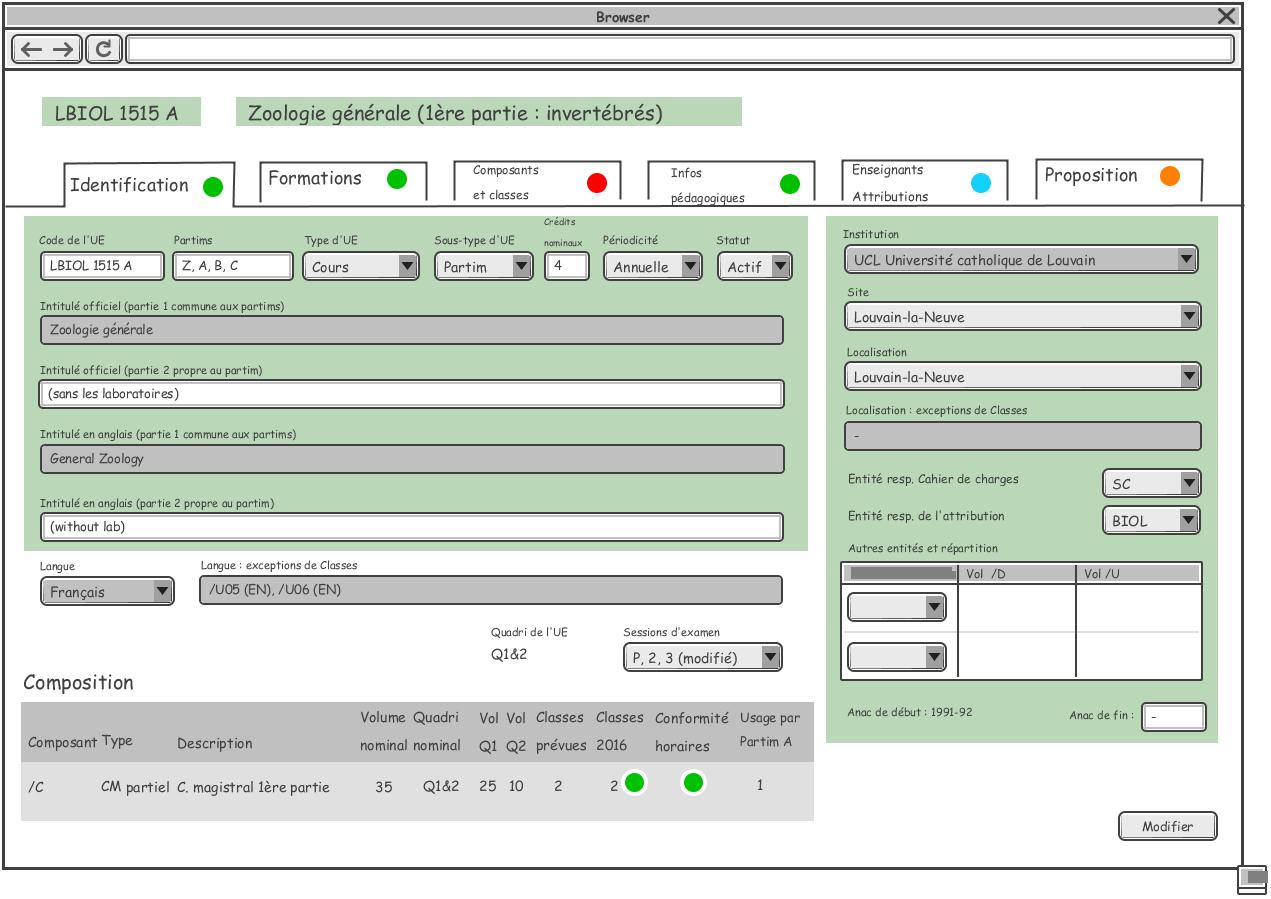 Browser
LBIOL 1515 A
Zoologie générale (1ère partie : invertébrés)
Identification
Formations
Composants
et classes
Infos
pédagogiques
Enseignants
Attributions
Proposition
Code de l'UE
Partims
Type d'UE
Sous-type d'UE
Crédits
nominaux
Périodicité
Statut
LBIOL 1515 A
Z, A, B, C
Cours
Partim
4
Annuelle
Actif
Intitulé officiel (partie 1 commune aux partims)
Zoologie générale
Intitulé officiel (partie 2 propre au partim)
(sans les laboratoires)
Intitulé en anglais (partie 1 commune aux partims)
General Zoology
Intitulé en anglais (partie 2 propre au partim)
(without lab)
Langue
Français
Langue : exceptions de Classes
/U05 (EN), /U06 (EN)
Quadri de l'UE
Q1&2
Sessions d'examen
P, 2, 3 (modifié)
Institution
UCL Université catholique de Louvain
Site
Louvain-la-Neuve
Localisation
Louvain-la-Neuve
Localisation : exceptions de Classes
-
Entité resp. Cahier de charges
SC
Entité resp. de l'attribution
BIOL
Autres entités et répartition
Vol /D
Vol /U
Anac de début : 1991-92
Anac de fin :
-
Composition
Composant
Type
Description
Volume
nominal
Quadri
nominal
Vol
Q1
Vol
Q2
Classes
prévues
Classes
2016
Conformité
horaires
Usage par
Partim A
/C
CM partiel
C. magistral 1ère partie
35
Q1&2
25
10
2
2
1
Modifier